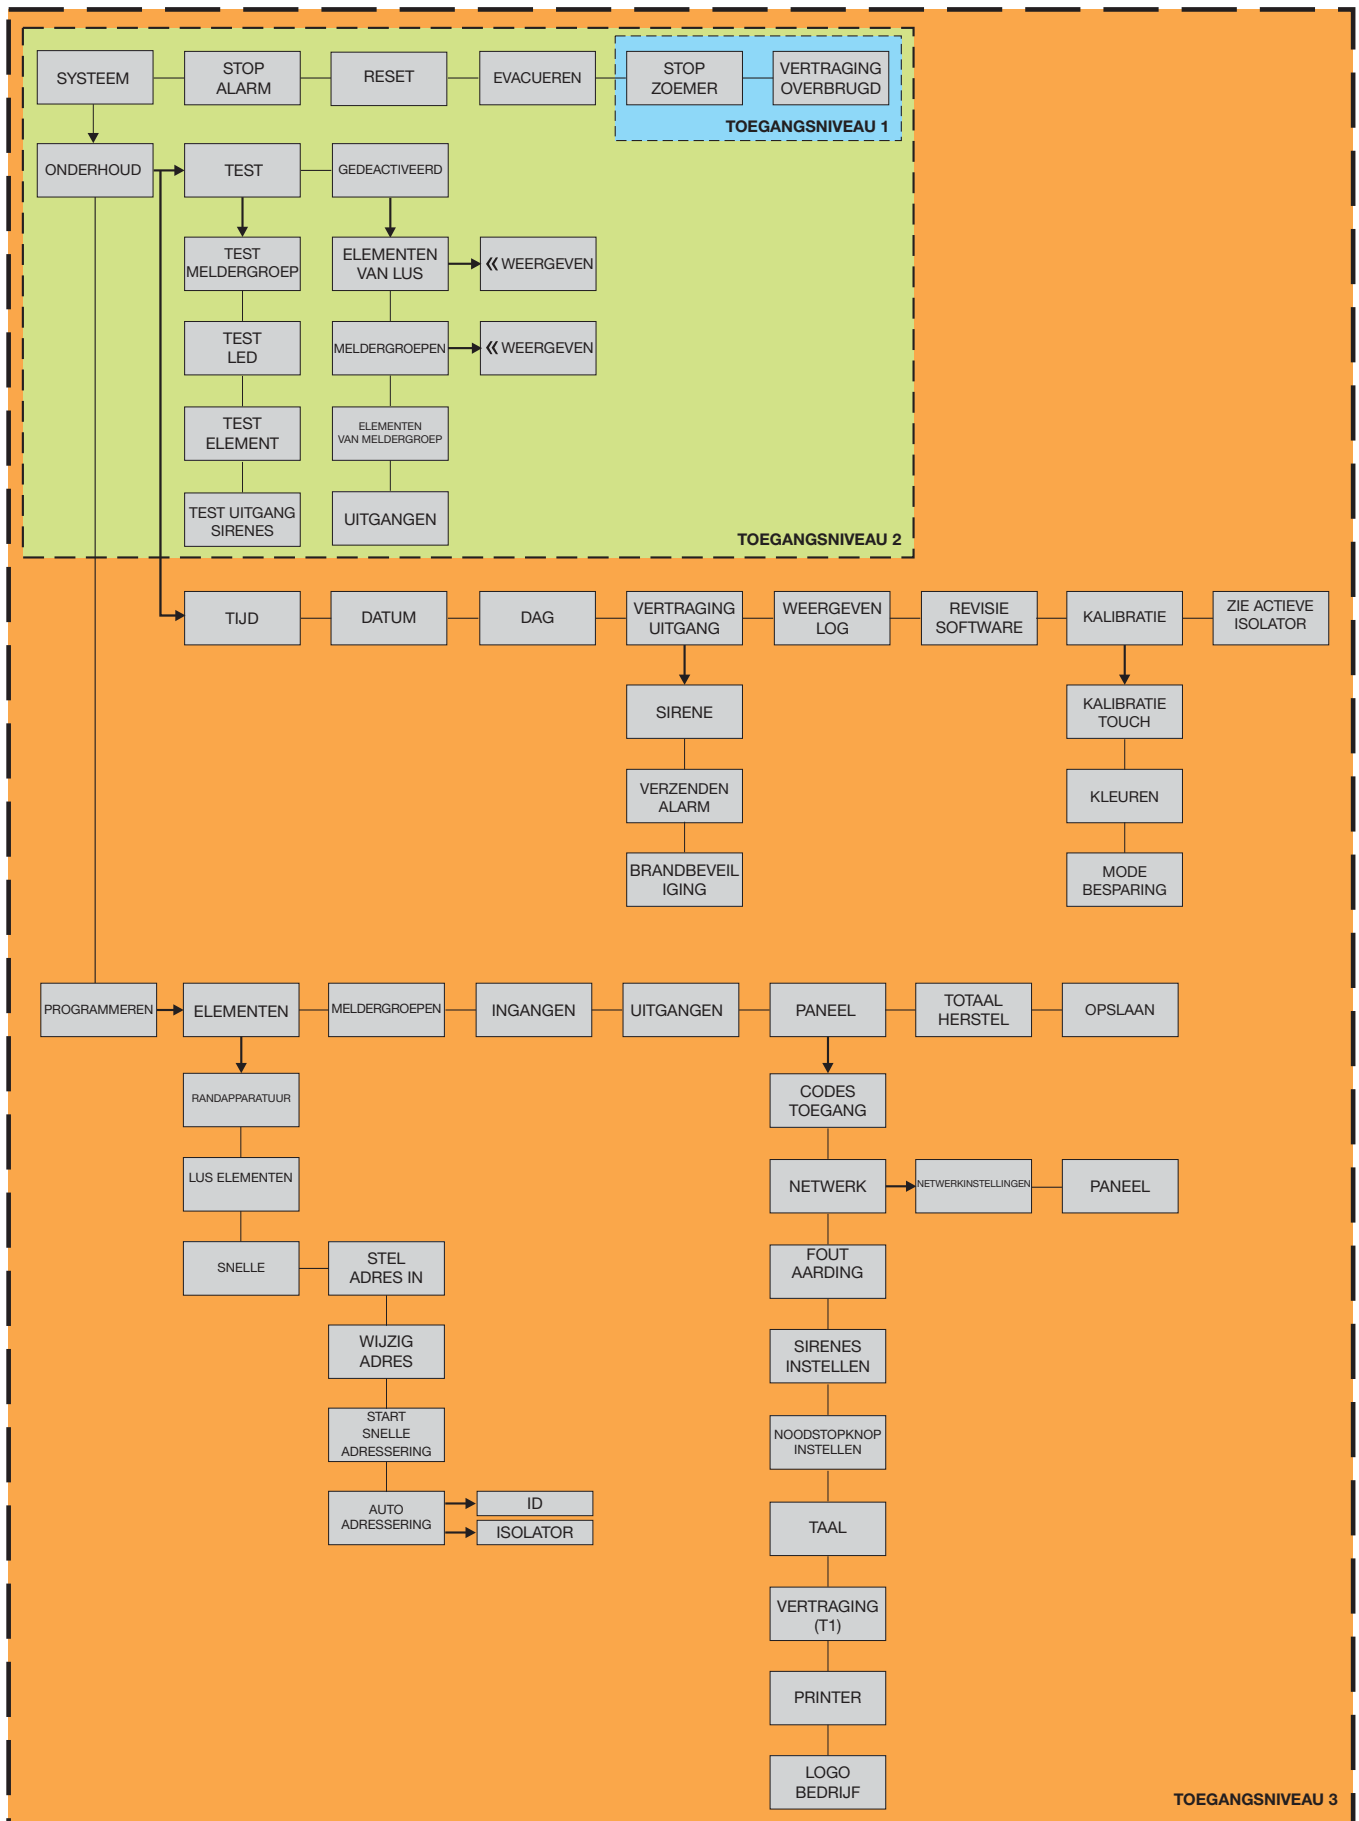 SYSTEEM
STOP
ALARM
RESET
EVACUEREN
STOP
ZOEMER
VERTRAGING
OVERBRUGD
TOEGANGSNIVEAU 1
ONDERHOUD
TEST
GEDEACTIVEERD
TEST
MELDERGROEP
ELEMENTEN
VAN LUS
« WEERGEVEN
TEST
LED
MELDERGROEPEN
« WEERGEVEN
TEST
ELEMENT
ELEMENTEN
VAN MELDERGROEP
TEST UITGANG
SIRENES
UITGANGEN
TOEGANGSNIVEAU 2
TIJD
DATUM
DAG
VERTRAGING
UITGANG
WEERGEVEN
LOG
REVISIE
SOFTWARE
KALIBRATIE
ZIE ACTIEVE
ISOLATOR
SIRENE
KALIBRATIE
TOUCH
VERZENDEN
ALARM
KLEUREN
BRANDBEVEIL
IGING
MODE
BESPARING
PROGRAMMEREN
ELEMENTEN
MELDERGROEPEN
INGANGEN
UITGANGEN
PANEEL
TOTAAL
HERSTEL
OPSLAAN
RANDAPPARATUUR
CODES
TOEGANG
LUS ELEMENTEN
NETWERK
NETWERKINSTELLINGEN
PANEEL
SNELLE
STEL
ADRES IN
FOUT
AARDING
WIJZIG
ADRES
SIRENES
INSTELLEN
START
SNELLE
ADRESSERING
NOODSTOPKNOP
INSTELLEN
AUTO
ADRESSERING
ID
ISOLATOR
TAAL
VERTRAGING
(T1)
PRINTER
LOGO
BEDRIJF
TOEGANGSNIVEAU 3